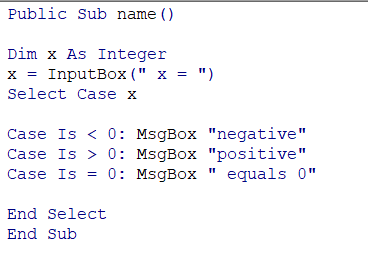 Public Sub name()
Dim x As Integer
x = InputBox(" x = ")
Select Case x
Case Is < 0: MsgBox "negative"
Case Is > 0: MsgBox "positive"
Case Is = 0: MsgBox " equals 0"
End Select
End Sub